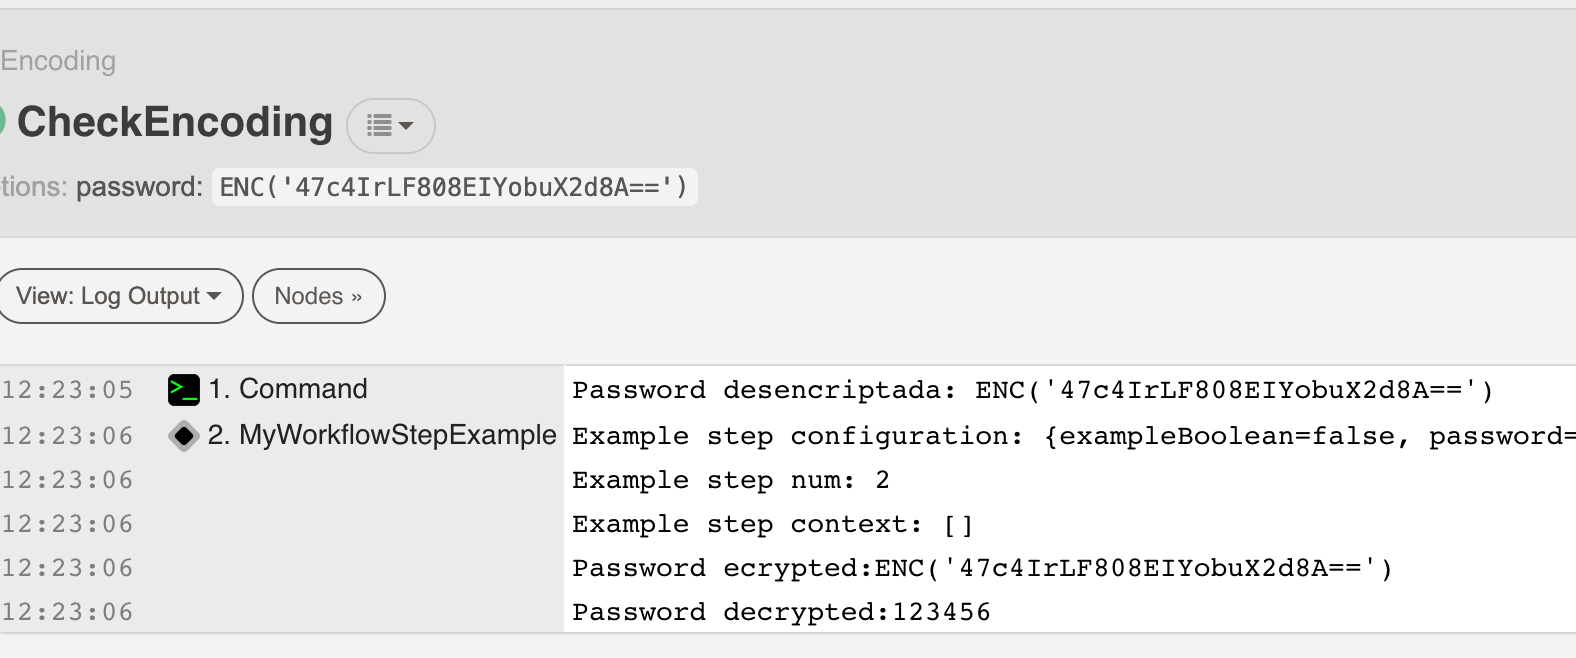 Encoding
CheckEncoding
tions: password: ENC('47c4IrLF808EIYobuX2d8A==')
View: Log Output
Nodes »
12:23:05 >_ 1. Command Password desencriptada: ENC('47c4IrLF808EIYobuX2d8A==')
12:23:06 2. MyWorkflowStepExample Example step configuration: {exampleBoolean=false, password=
12:23:06 Example step num: 2
12:23:06 Example step context: []
12:23:06 Password ecrypted:ENC('47c4IrLF808EIYobuX2d8A==')
12:23:06 Password decrypted:123456